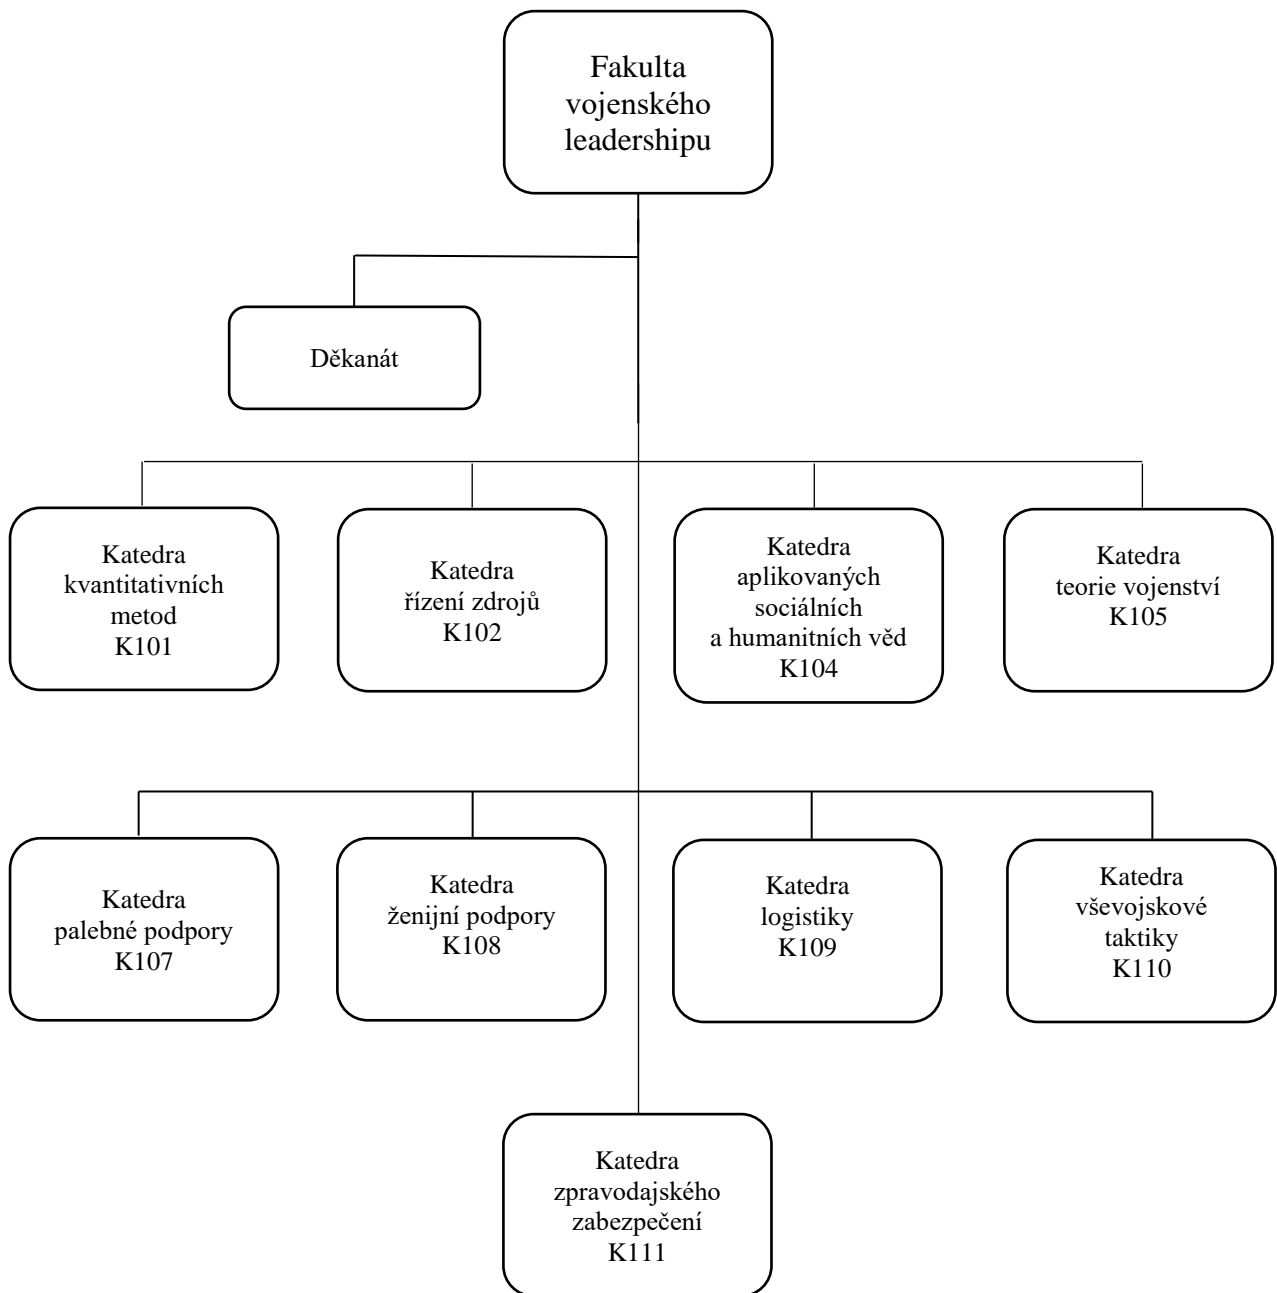 Fakulta
vojenského
leadershipu
Děkanát
Katedra
kvantitativních
metod
K101
Katedra
řízení zdrojů
K102
Katedra
aplikovaných
sociálních
a humanitních věd
K104
Katedra
teorie vojenství
K105
Katedra
palebné podpory
K107
Katedra
ženijní podpory
K108
Katedra
logistiky
K109
Katedra
vševojskové
taktiky
K110
Katedra
zpravodajského
zabezpečení
K111